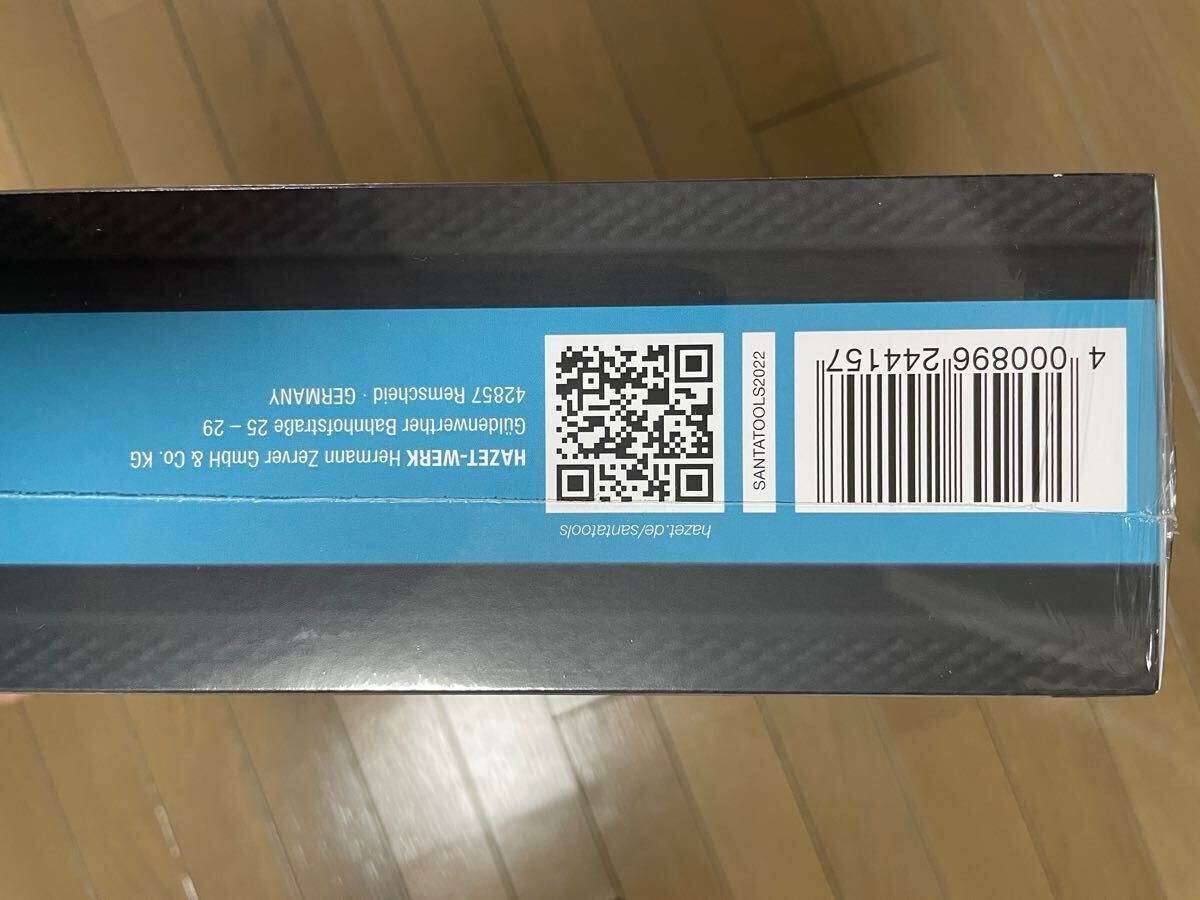 HAZET-WERK Hermann Zerver GmbH & Co. KG
Güldenwerther Bahnhofstraße 25 – 29
42857 Remscheid · GERMANY
hazet.de/santatools
SANTATOOLS2022
4 000896 244157